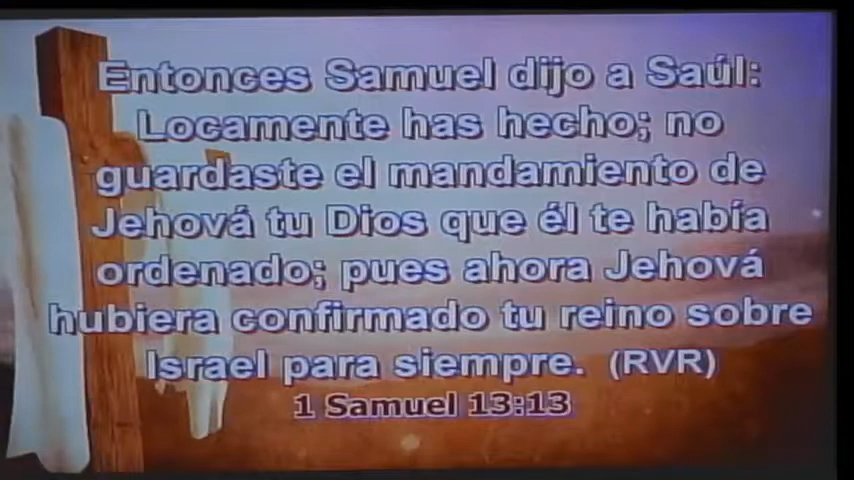 Entonces Samuel dijo a Saúl:
Locamente has hecho; no
guardaste el mandamiento de
Jehová tu Dios que él te había
ordenado; pues ahora Jehová
hubiera confirmado tu reino sobre
Israel para siempre. (RVR)
1 Samuel 13:13